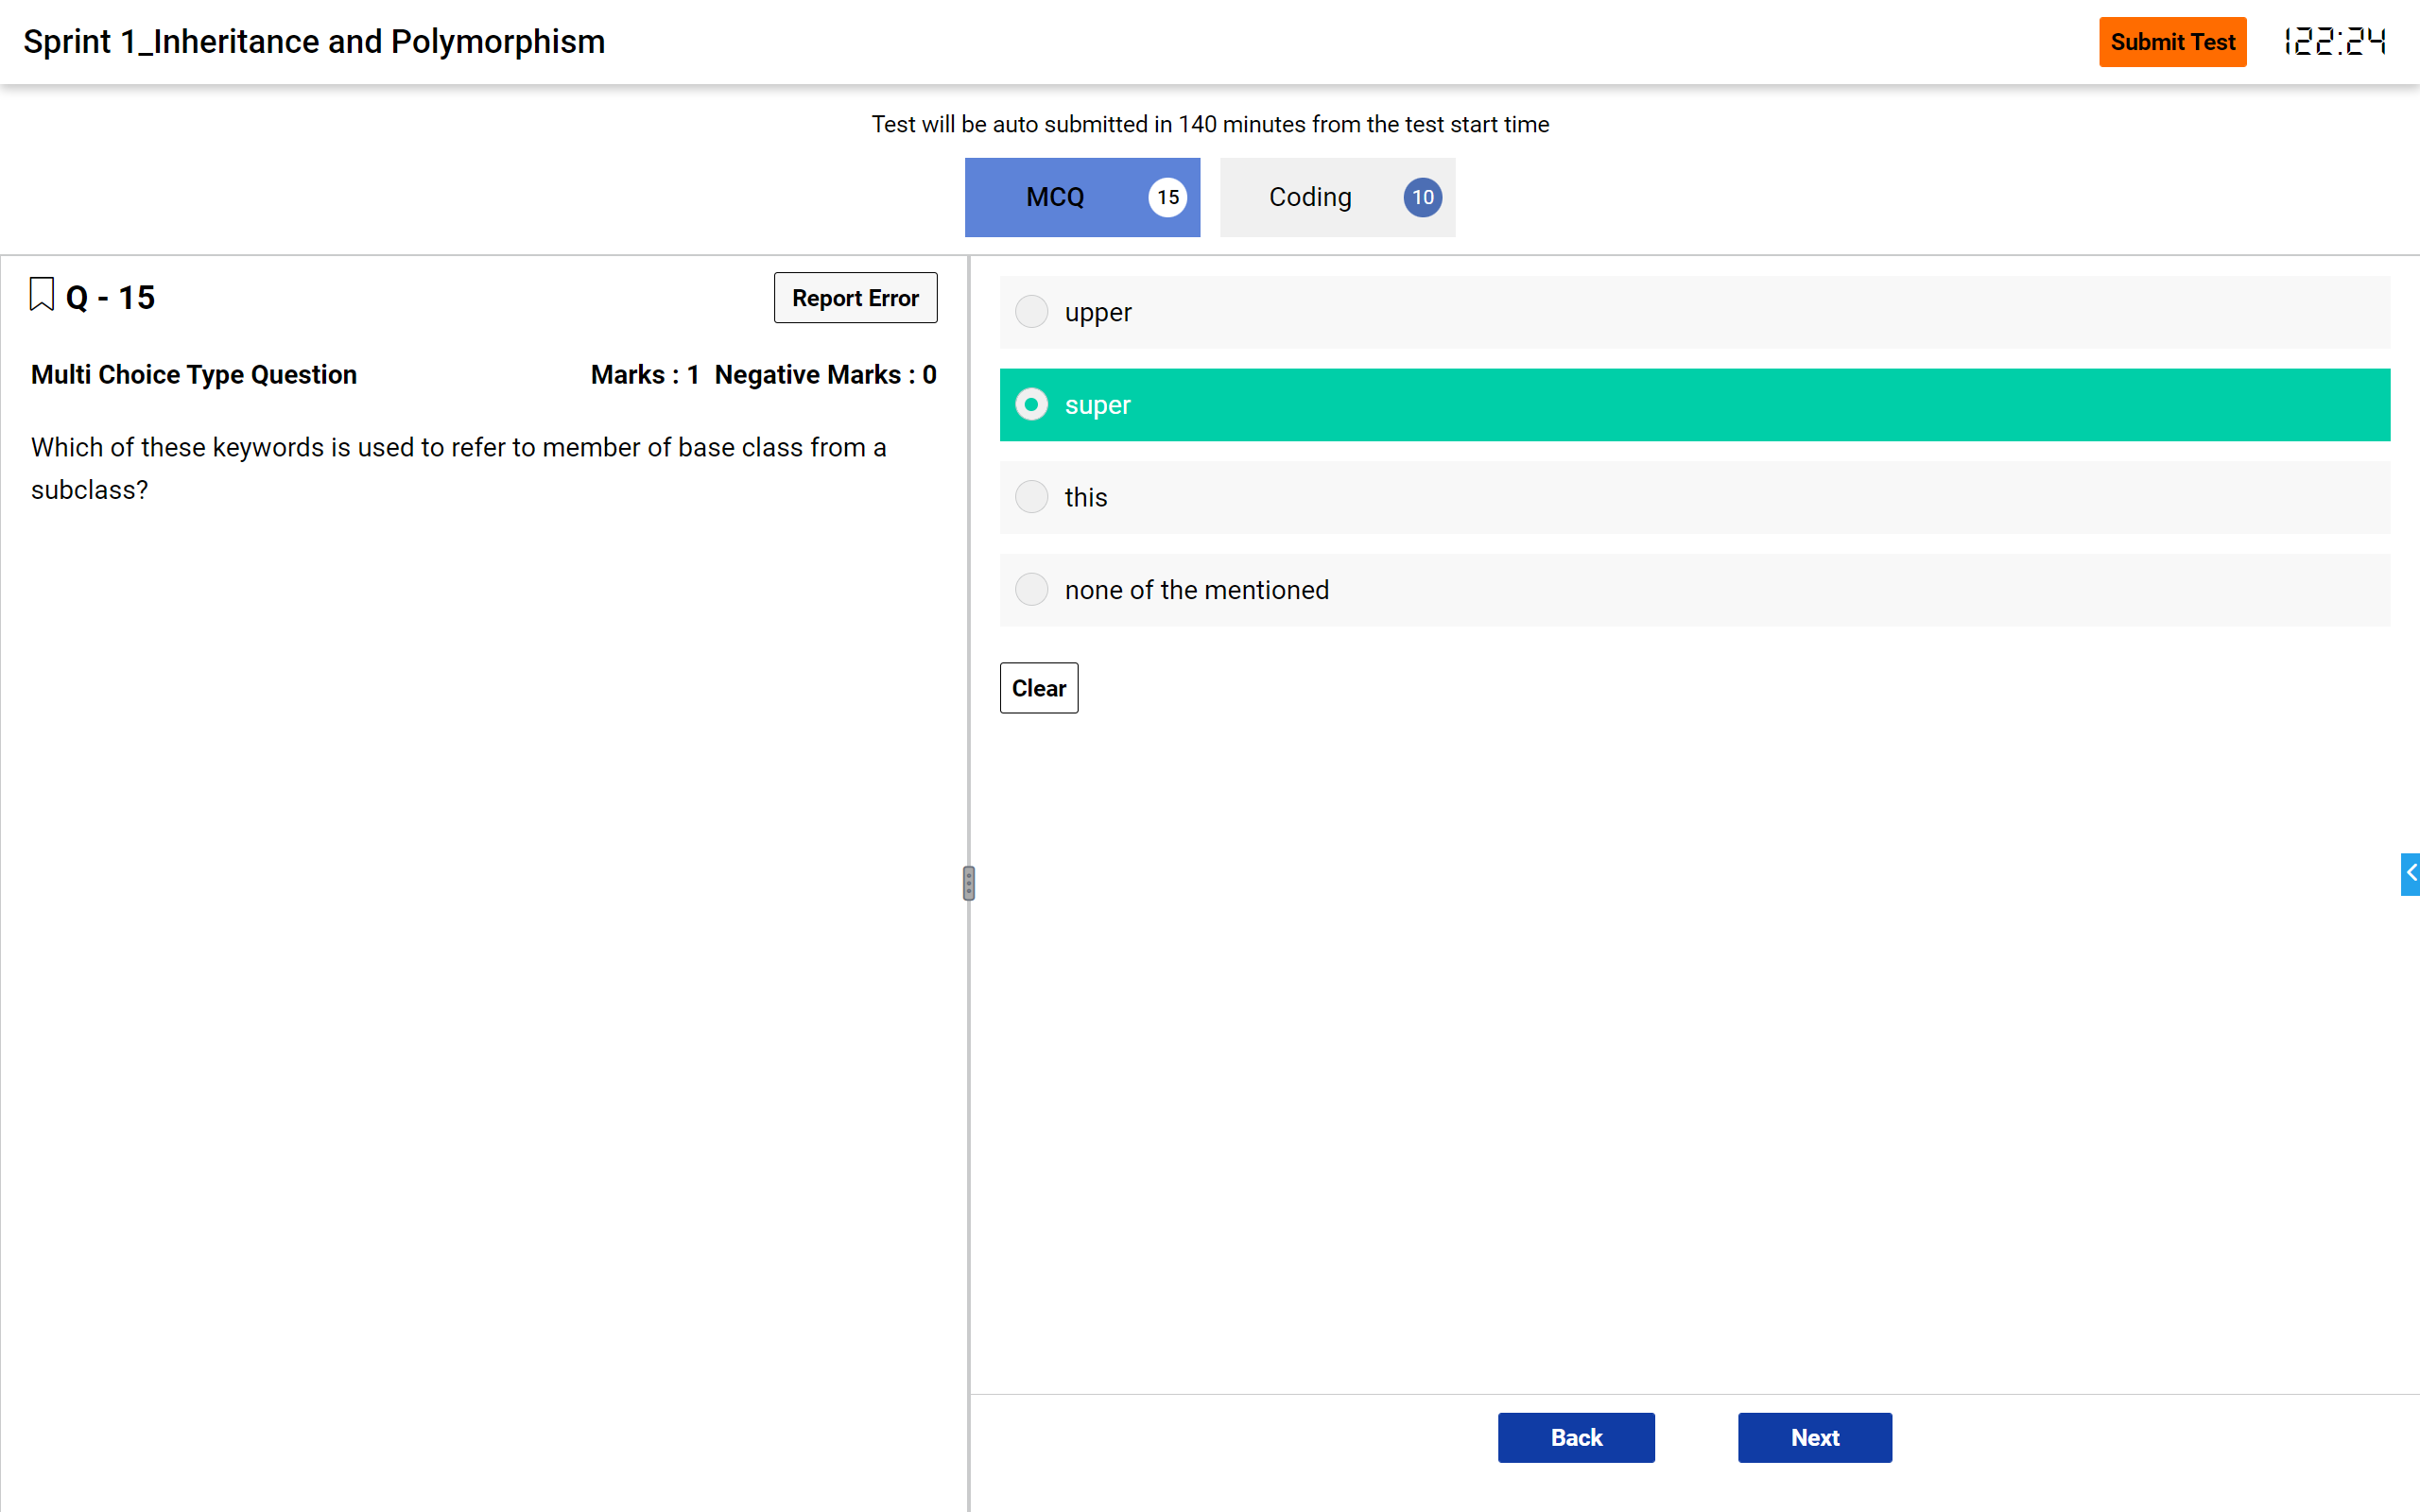 Sprint 1_Inheritance and Polymorphism
Submit Test
122:24
Test will be auto submitted in 140 minutes from the test start time
MCQ 15
Coding 10
Q - 15
Report Error
Multi Choice Type Question
Marks : 1 Negative Marks : 0
Which of these keywords is used to refer to member of base class from a
subclass?
upper
super
this
none of the mentioned
Clear
Back
Next